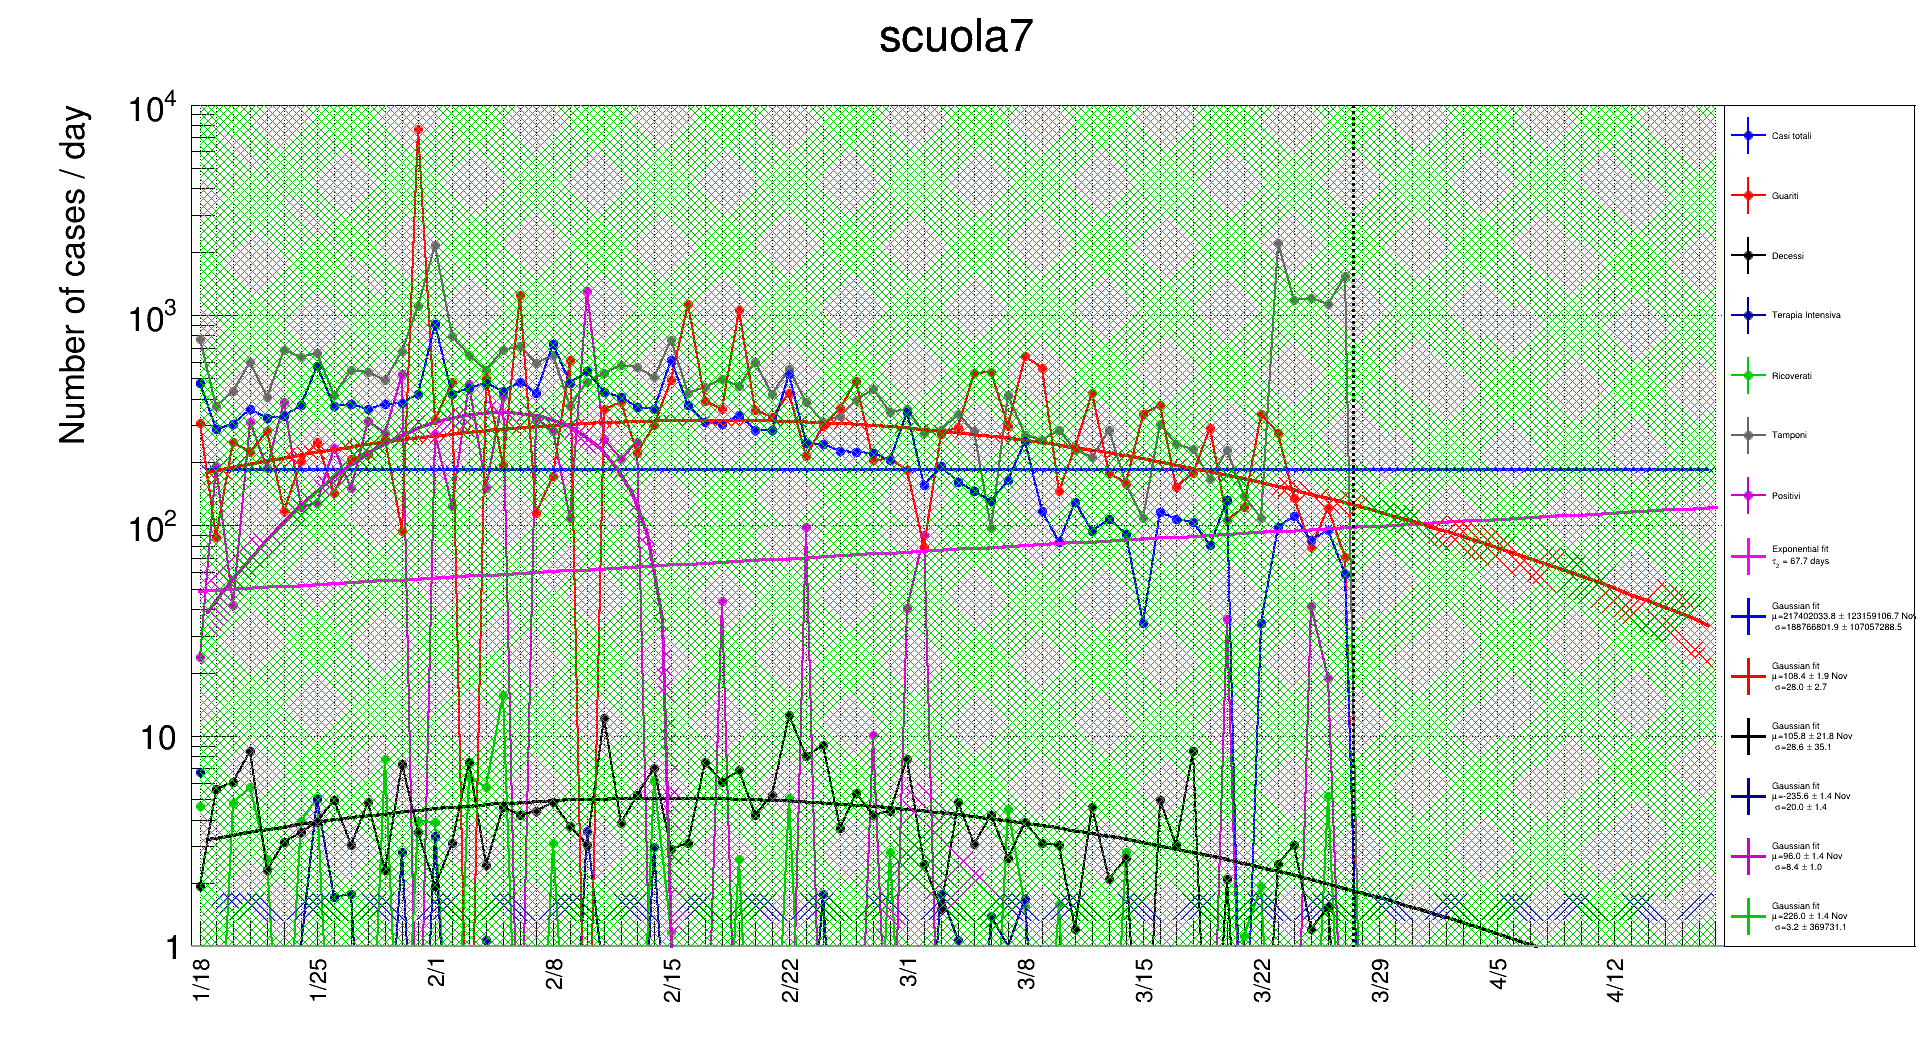 scuola7
Number of cases / day
10⁴
10³
10²
10
1
1/18
1/25
2/1
2/8
2/15
2/22
3/1
3/8
3/15
3/22
3/29
4/5
4/12
Casi totali
Guariti
Decessi
Terapia Intensiva
Ricoverati
Tamponi
Positivi
Exponential fit
τ₂ = 67.7 days
Gaussian fit
μ=217402033.8 ± 123159106.7 Nov
σ=188766801.9 ± 107057288.5
Gaussian fit
μ=108.4 ± 1.9 Nov
σ=28.0 ± 2.7
Gaussian fit
μ=105.8 ± 21.8 Nov
σ=28.6 ± 35.1
Gaussian fit
μ=-235.6 ± 1.4 Nov
σ=20.0 ± 1.4
Gaussian fit
μ=96.0 ± 1.4 Nov
σ=8.4 ± 1.0
Gaussian fit
μ=226.0 ± 1.4 Nov
σ=3.2 ± 369731.1